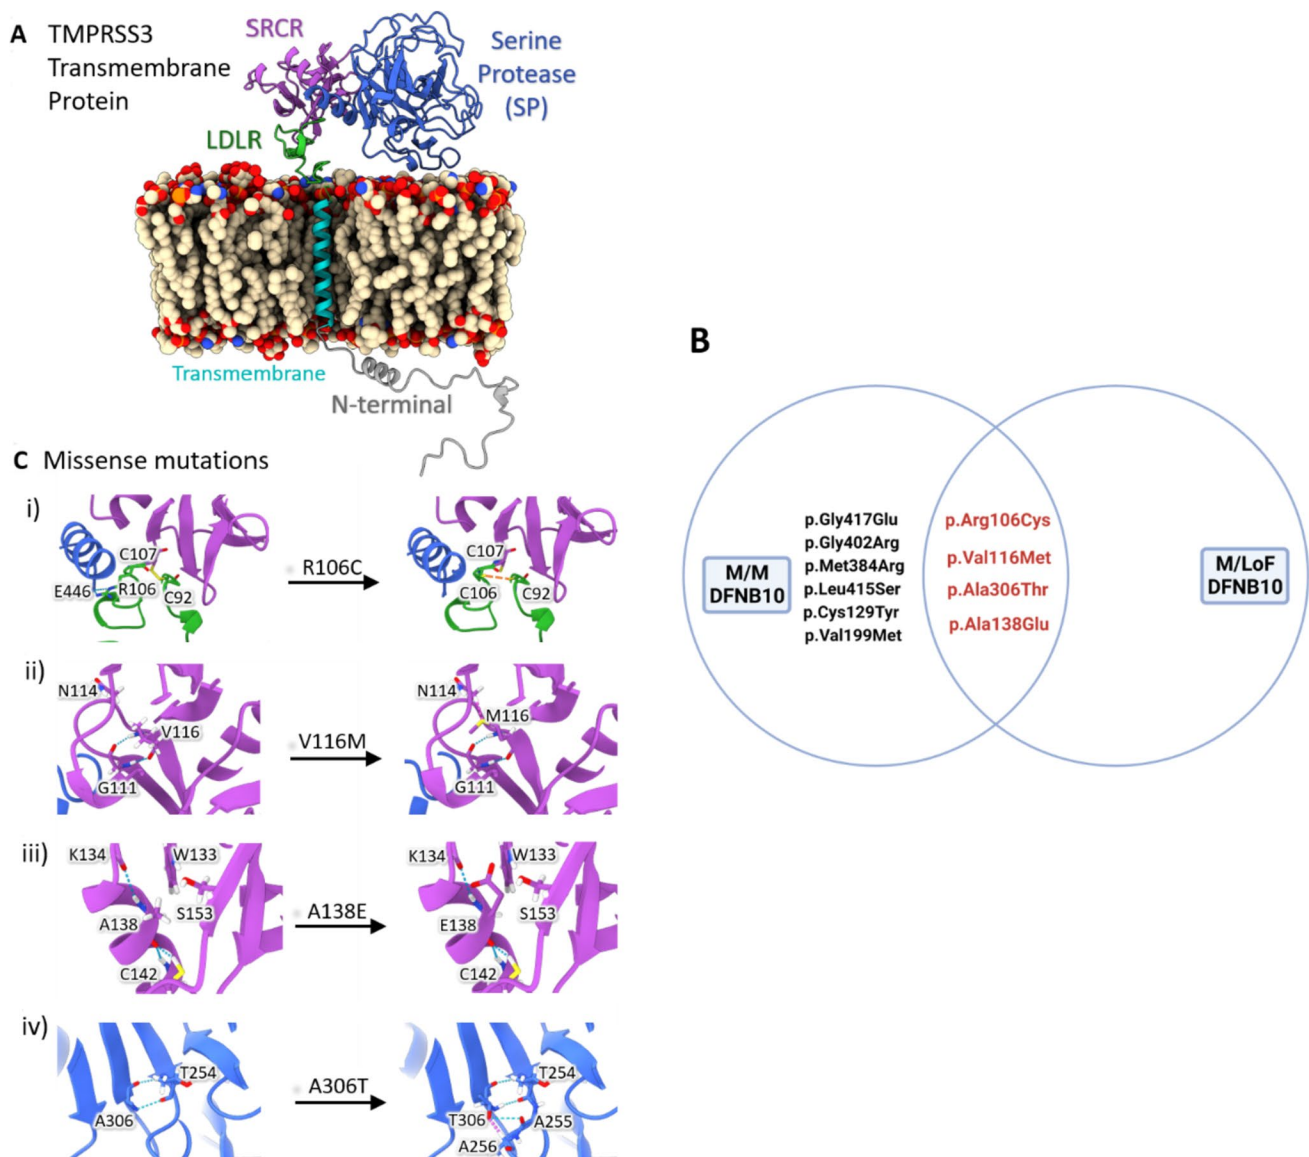 A TMPRSS3
Transmembrane
Protein
SRCR
Serine
Protease
(SP)
LDLR
Transmembrane
N-terminal
B
M/M
DFNB10
p.Gly417Glu
p.Gly402Arg
p.Met384Arg
p.Leu415Ser
p.Cys129Tyr
p.Val199Met
p.Arg106Cys
p.Val116Met
p.Ala306Thr
p.Ala138Glu
M/LoF
DFNB10
C Missense mutations
i)
C107
E446 R106 C92
R106C
C107
C106 C92
ii)
N114
V116
G111
V116M
N114
M116
G111
iii)
K134 W133
S153
A138
C142
A138E
K134 W133
S153
E138
C142
iv)
T254
A306
A306T
T254
T306 A255
A256